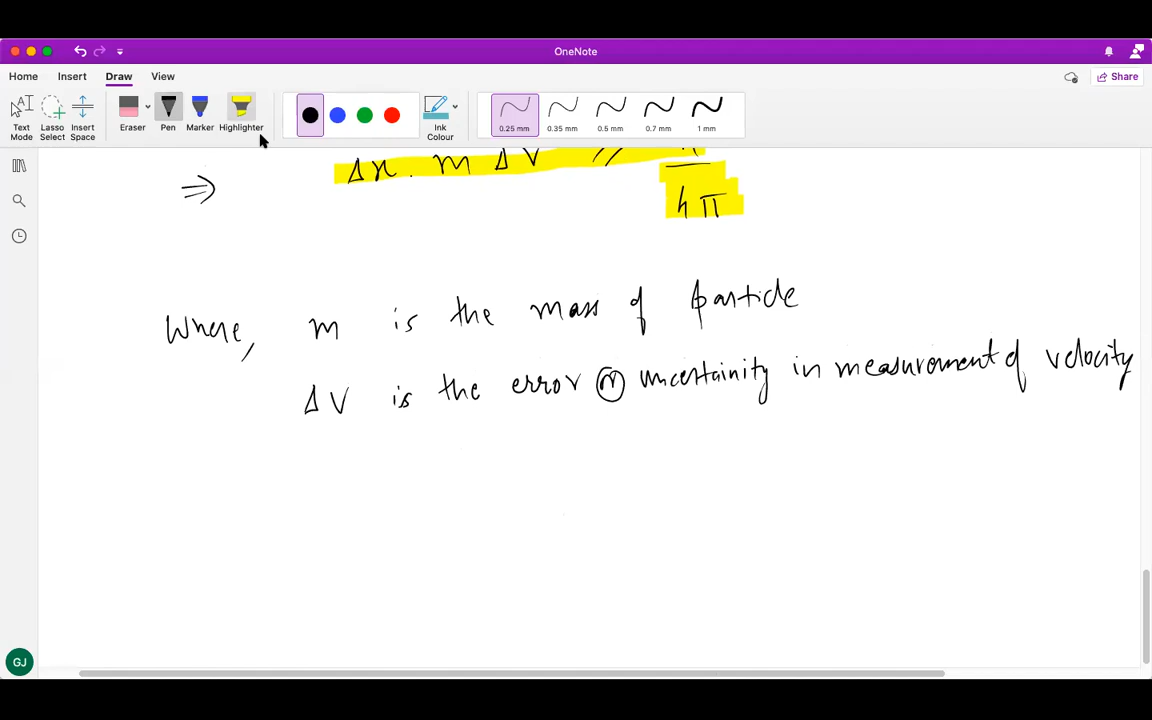 OneNote
Home Insert Draw View
Share
Text Mode
Lasso Select
Insert Space
Eraser
Pen
Marker
Highlighter
Ink Colour
0.25 mm
0.35 mm
0.5 mm
0.7 mm
1 mm
⇒ Δx . m Δv ≥
4π
Where, m is the mass of particle
Δv is the error or uncertainity in measurement of velocity
GJ